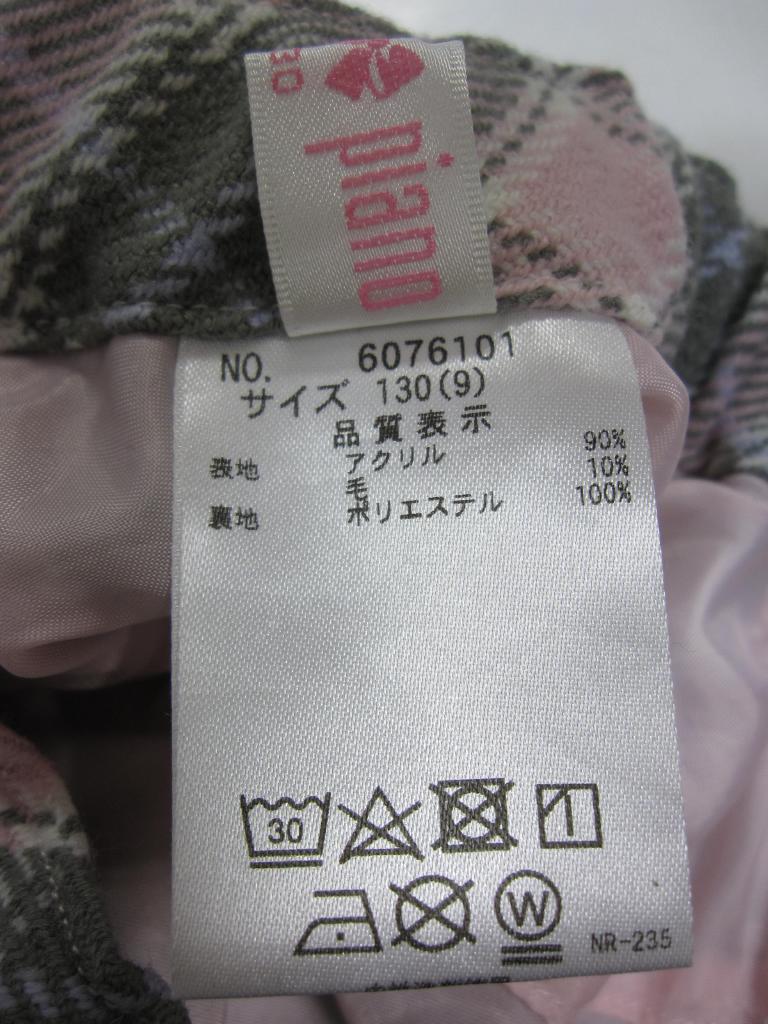 30
piano
NO. 6076101
サイズ 130(9)
品質表示
表地 アクリル 90%
毛 10%
裏地 ポリエステル 100%
30
W
NR-235